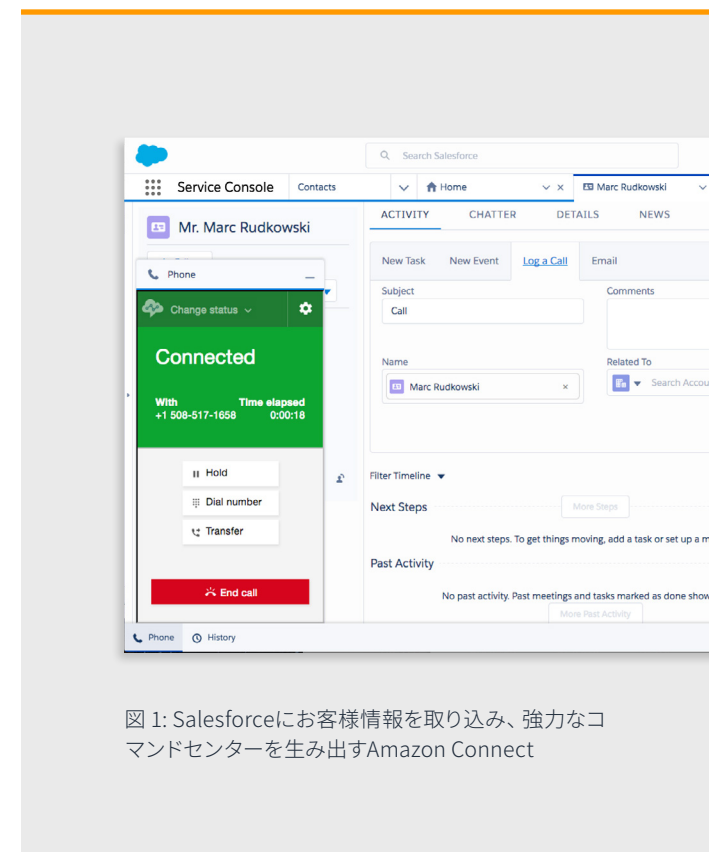 Search Salesforce
Service Console
Contacts
Home
Marc Rudkowski
Mr. Marc Rudkowski
Phone
Change status
Connected
With Time elapsed
+1 508-517-1658 0:00:18
Hold
Dial number
Transfer
End call
Phone
History
ACTIVITY CHATTER DETAILS NEWS
New Task New Event Log a Call Email
Subject
Call
Comments
Name
Marc Rudkowski
Related To
Search Accou
Filter Timeline
Next Steps
More Steps
No next steps. To get things moving, add a task or set up a m
Past Activity
No past activity. Past meetings and tasks marked as done show
More Past Activity
図 1: Salesforceにお客様情報を取り込み、強力なコ
マンドセンターを生み出すAmazon Connect